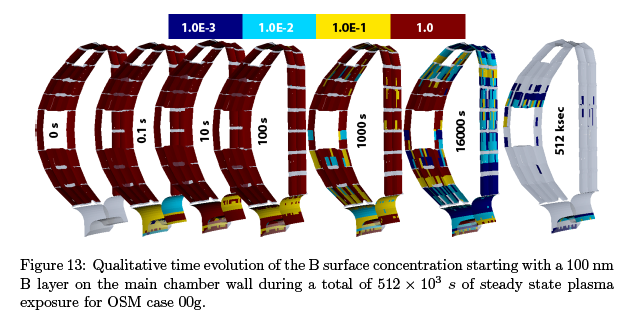 1.0E-3 1.0E-2 1.0E-1 1.0
0 s
0.1 s
10 s
100 s
1000 s
16000 s
512 ksec
Figure 13: Qualitative time evolution of the B surface concentration starting with a 100 nm
B layer on the main chamber wall during a total of 512 × 10³ s of steady state plasma
exposure for OSM case 00g.